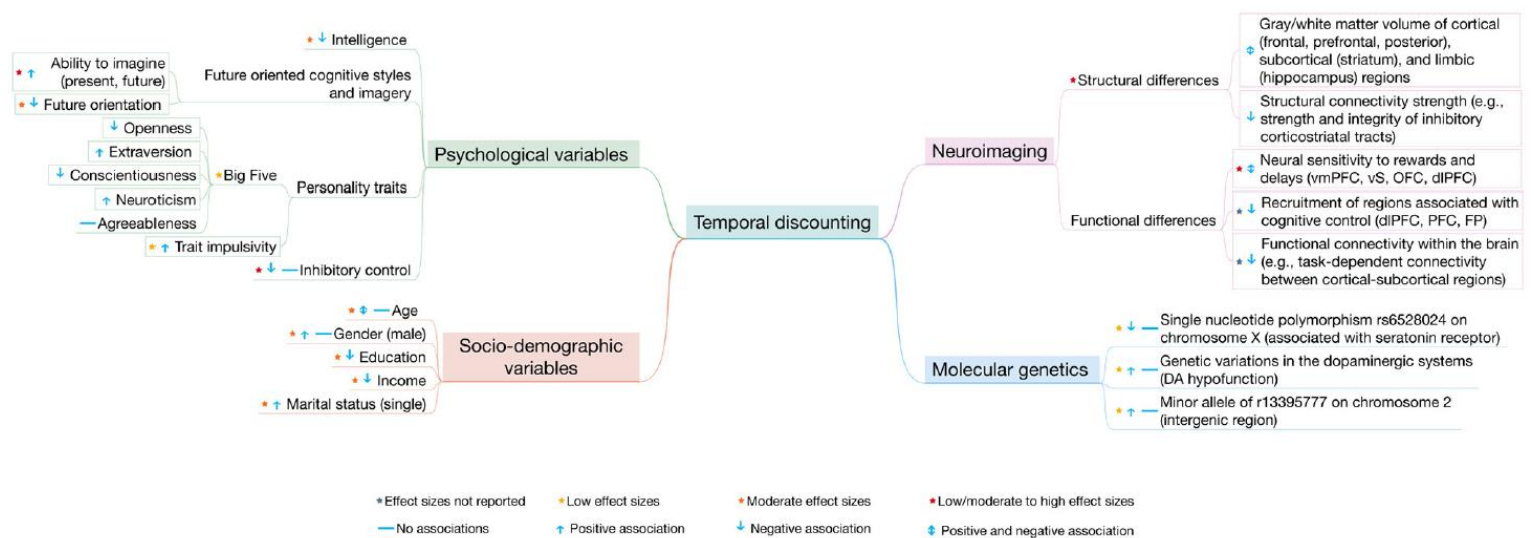 Temporal discounting
Psychological variables
Intelligence
Future oriented cognitive styles
and imagery
Ability to imagine
(present, future)
Future orientation
Personality traits
Big Five
Openness
Extraversion
Conscientiousness
Neuroticism
Agreeableness
Trait impulsivity
Inhibitory control
Socio-demographic
variables
Age
Gender (male)
Education
Income
Marital status (single)
Neuroimaging
Structural differences
Gray/white matter volume of cortical
(frontal, prefrontal, posterior),
subcortical (striatum), and limbic
(hippocampus) regions
Structural connectivity strength (e.g.,
strength and integrity of inhibitory
corticostriatal tracts)
Functional differences
Neural sensitivity to rewards and
delays (vmPFC, vS, OFC, dlPFC)
Recruitment of regions associated with
cognitive control (dlPFC, PFC, FP)
Functional connectivity within the brain
(e.g., task-dependent connectivity
between cortical-subcortical regions)
Molecular genetics
Single nucleotide polymorphism rs6528024 on
chromosome X (associated with seratonin receptor)
Genetic variations in the dopaminergic systems
(DA hypofunction)
Minor allele of r13395777 on chromosome 2
(intergenic region)
Effect sizes not reported
Low effect sizes
Moderate effect sizes
Low/moderate to high effect sizes
No associations
Positive association
Negative association
Positive and negative association